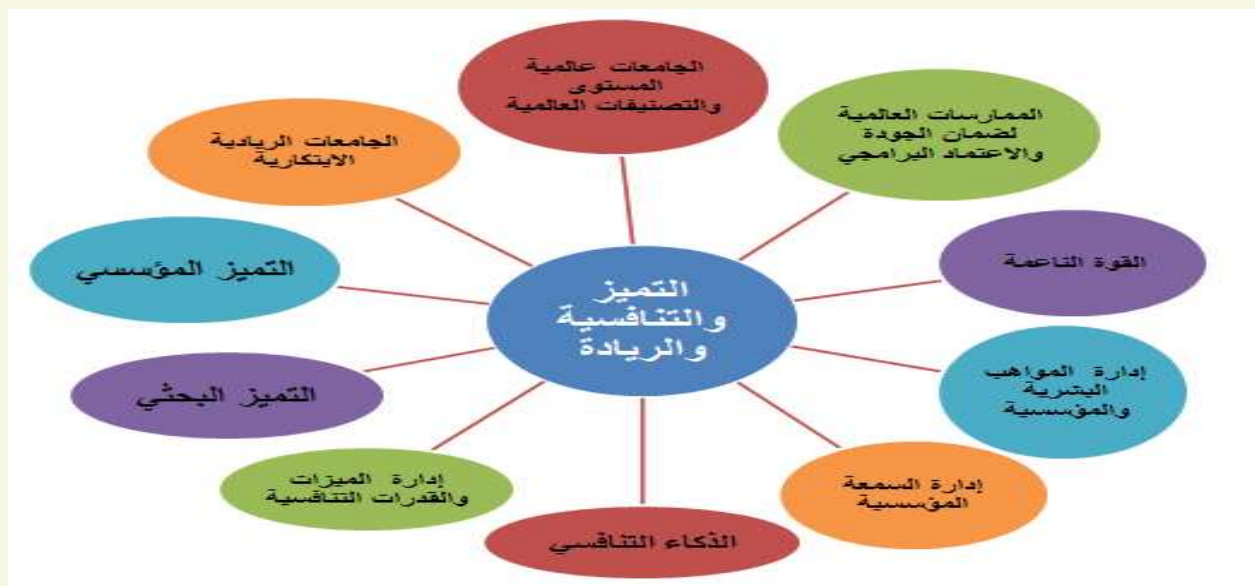 الجامعات عالمية
المستوى
والتصنيفات العالمية
الممارسات العالمية
لضمان الجودة
والاعتماد البرامجي
القوة الناعمة
إدارة المواهب
البشرية
والمؤسسية
إدارة السمعة
المؤسسية
الذكاء التنافسي
إدارة الميزات
والقدرات التنافسية
التميز البحثي
التميز المؤسسي
الجامعات الريادية
الابتكارية
التميز
والتنافسية
والريادة